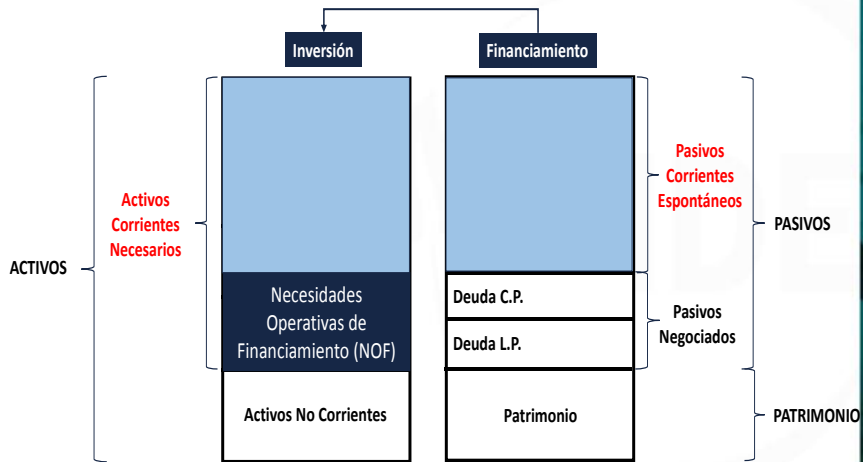 Inversión
Financiamiento
ACTIVOS
Activos
Corrientes
Necesarios
Necesidades
Operativas de
Financiamiento (NOF)
Activos No Corrientes
Deuda C.P.
Deuda L.P.
Patrimonio
Pasivos
Corrientes
Espontáneos
Pasivos
Negociados
PASIVOS
PATRIMONIO